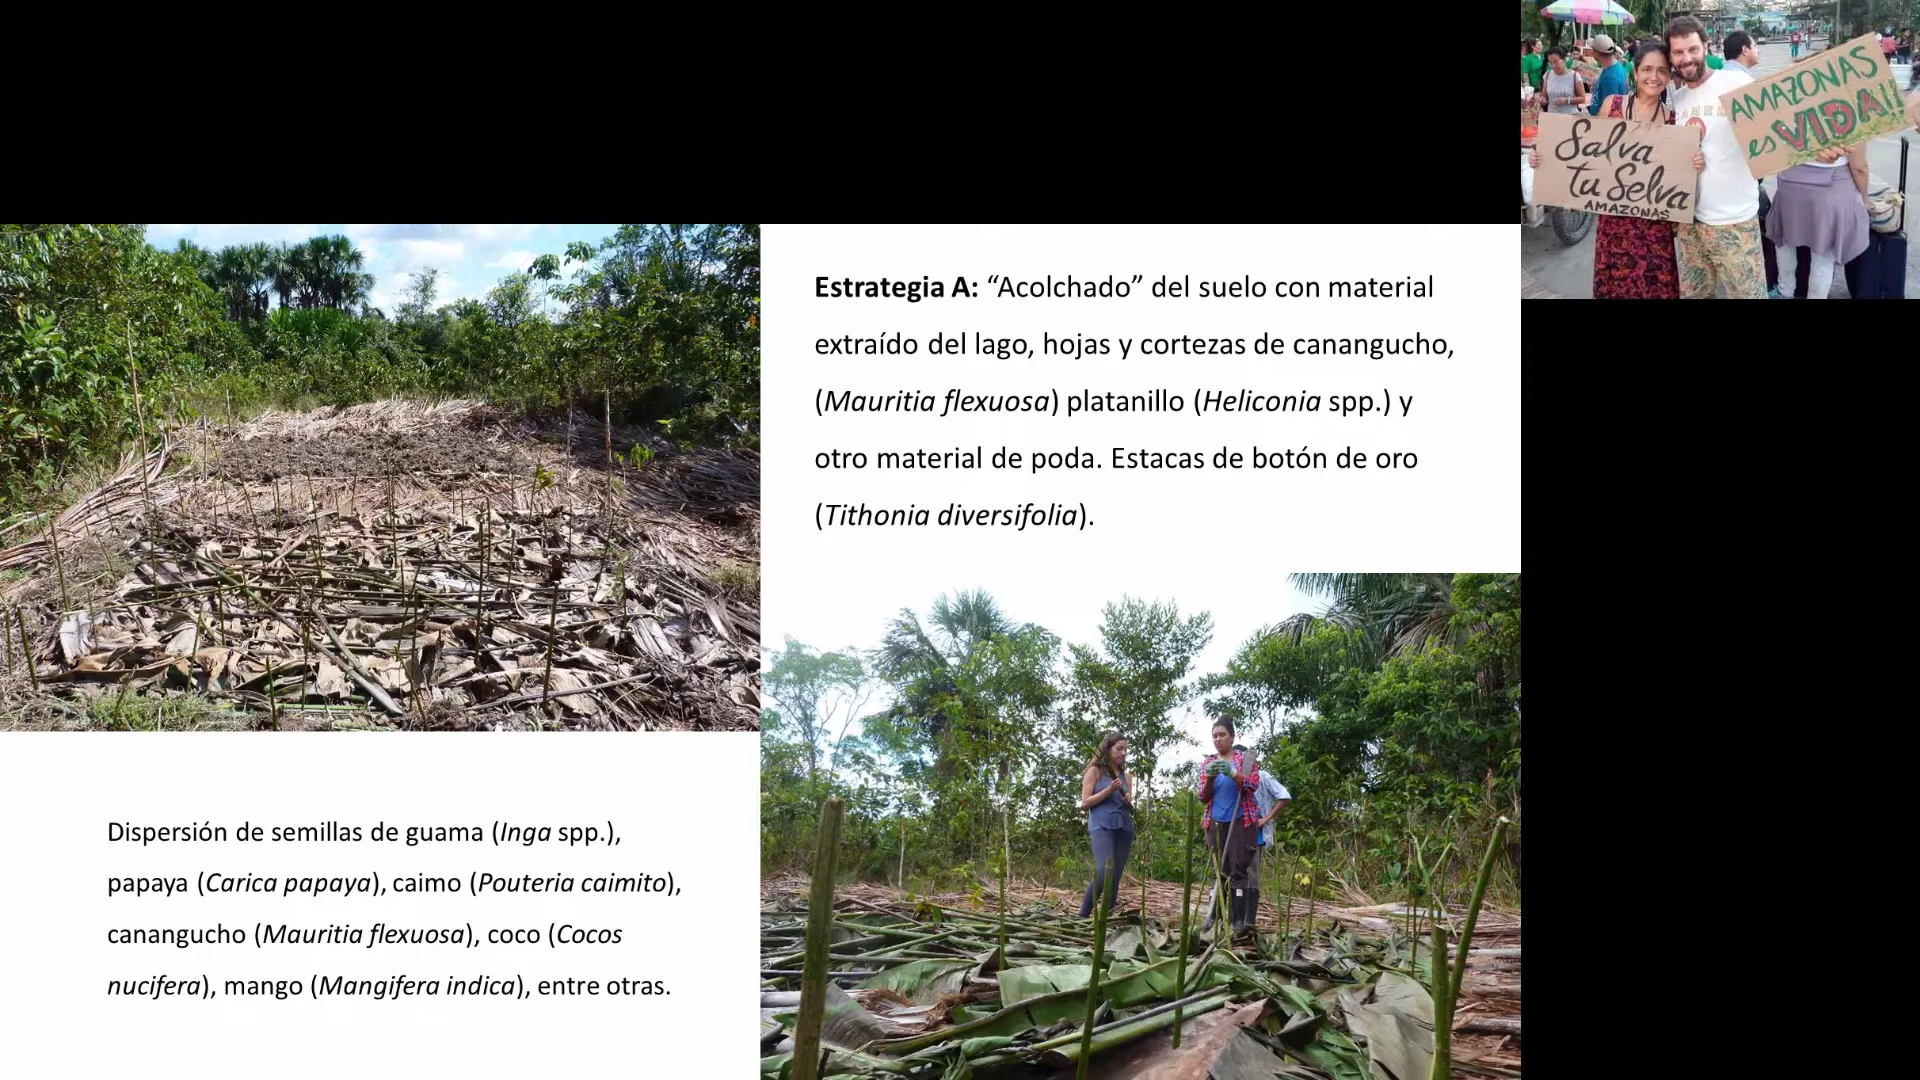 Estrategia A: “Acolchado” del suelo con material
extraído del lago, hojas y cortezas de canangucho,
(Mauritia flexuosa) platanillo (Heliconia spp.) y
otro material de poda. Estacas de botón de oro
(Tithonia diversifolia).
Dispersión de semillas de guama (Inga spp.),
papaya (Carica papaya), caimo (Pouteria caimito),
canangucho (Mauritia flexuosa), coco (Cocos
nucifera), mango (Mangifera indica), entre otras.
Salva
tu Selva
AMAZONAS
AMAZONAS
es VIDA!!